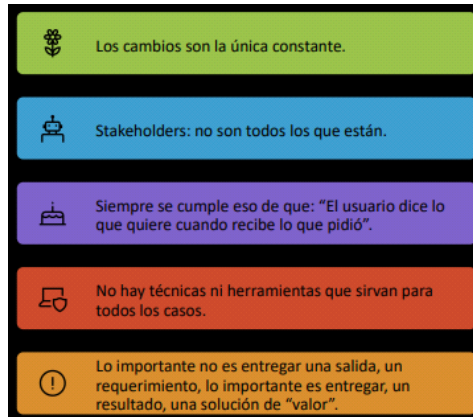 Los cambios son la única constante.
Stakeholders: no son todos los que están.
Siempre se cumple eso de que: “El usuario dice lo
que quiere cuando recibe lo que pidió”.
No hay técnicas ni herramientas que sirvan para
todos los casos.
Lo importante no es entregar una salida, un
requerimiento, lo importante es entregar, un
resultado, una solución de “valor”.